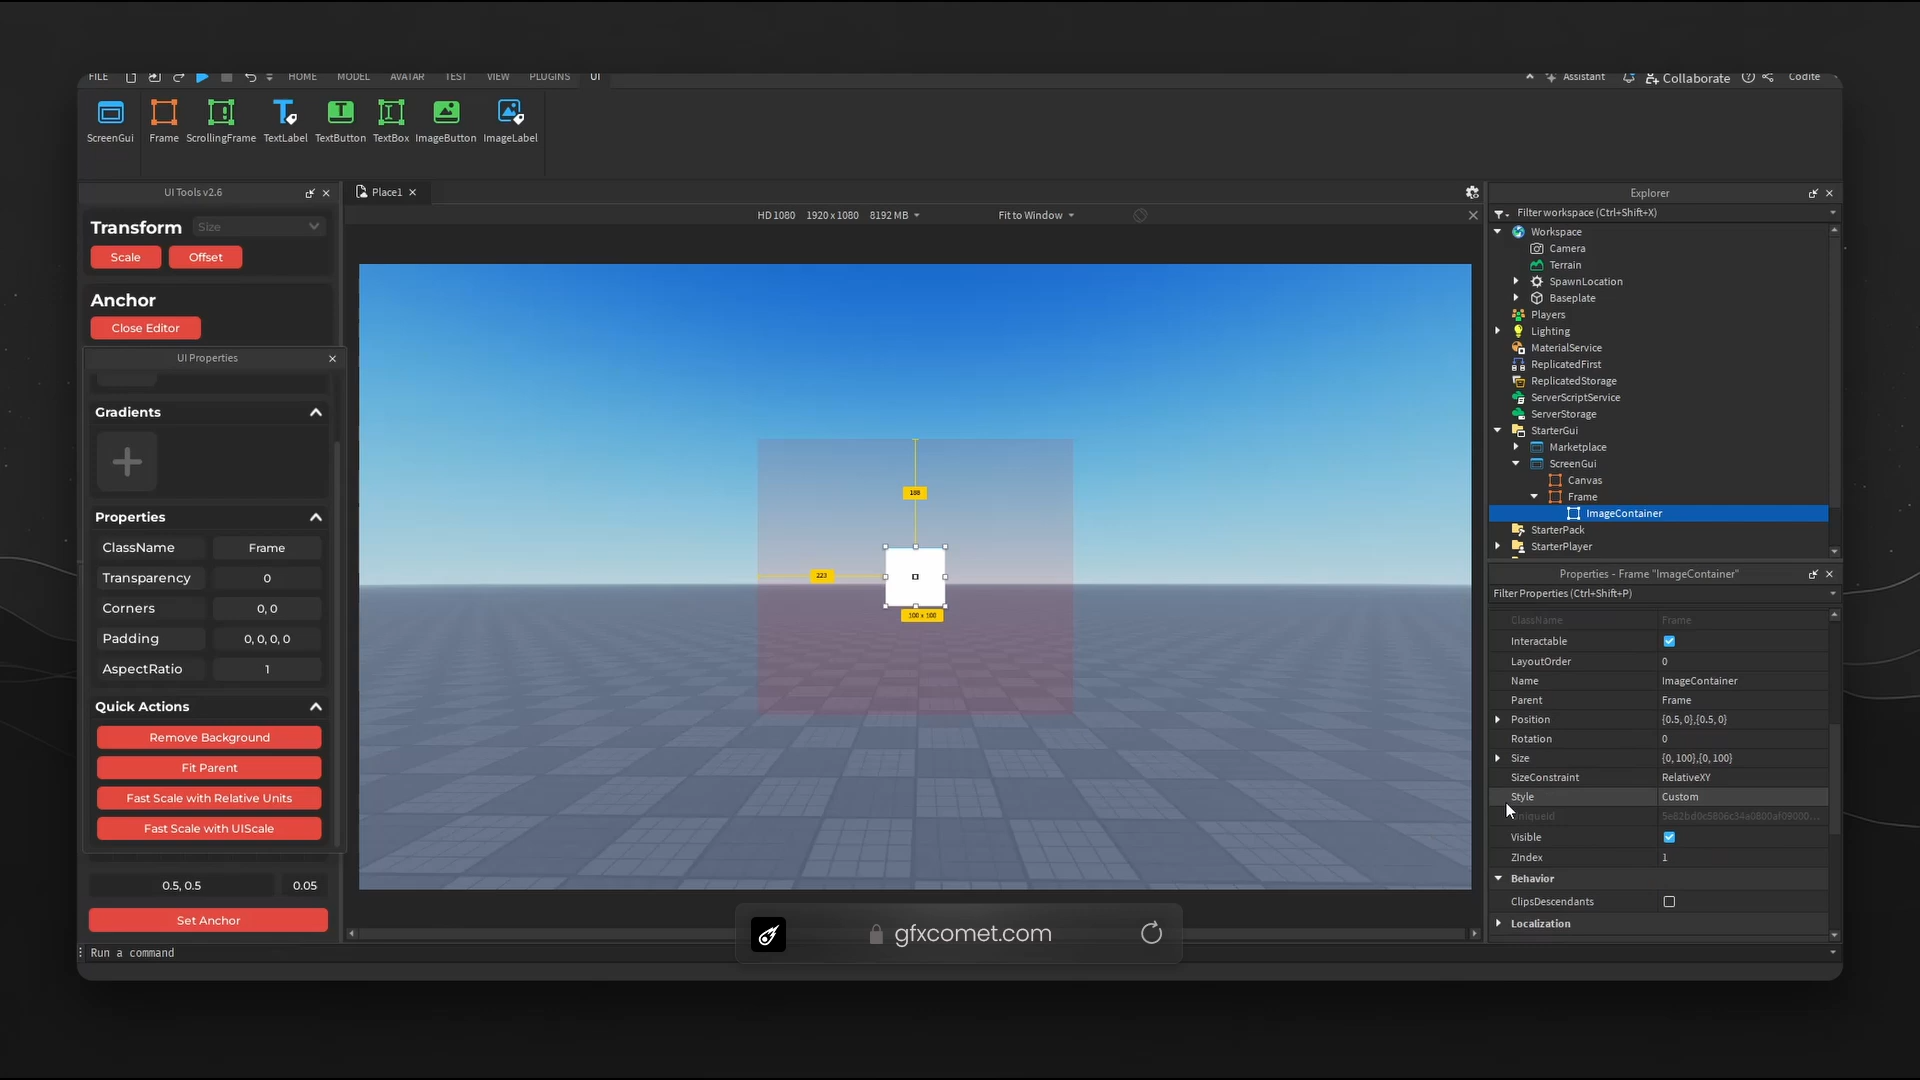 FILE
HOME
MODEL
AVATAR
TEST
VIEW
PLUGINS
UI
Assistant
Collaborate
Codite
ScreenGui
Frame
ScrollingFrame
TextLabel
TextButton
TextBox
ImageButton
ImageLabel
UI Tools v2.6
Transform
Size
Scale
Offset
Anchor
Close Editor
UI Properties
Gradients
Properties
ClassName
Frame
Transparency
0
Corners
0, 0
Padding
0, 0, 0, 0
AspectRatio
1
Quick Actions
Remove Background
Fit Parent
Fast Scale with Relative Units
Fast Scale with UIScale
0.5, 0.5
0.05
Set Anchor
Run a command
Place1
HD 1080 1920 x 1080 8192 MB
Fit to Window
188
223
100 x 100
gfxcomet.com
Explorer
Filter workspace (Ctrl+Shift+X)
Workspace
Camera
Terrain
SpawnLocation
Baseplate
Players
Lighting
MaterialService
ReplicatedFirst
ReplicatedStorage
ServerScriptService
ServerStorage
StarterGui
Marketplace
ScreenGui
Canvas
Frame
ImageContainer
StarterPack
StarterPlayer
Properties - Frame "ImageContainer"
Filter Properties (Ctrl+Shift+P)
ClassName Frame
Interactable
LayoutOrder 0
Name ImageContainer
Parent Frame
Position {0.5, 0},{0.5, 0}
Rotation 0
Size {0, 100},{0, 100}
SizeConstraint RelativeXY
Style Custom
Visible
ZIndex 1
Behavior
ClipsDescendants
Localization